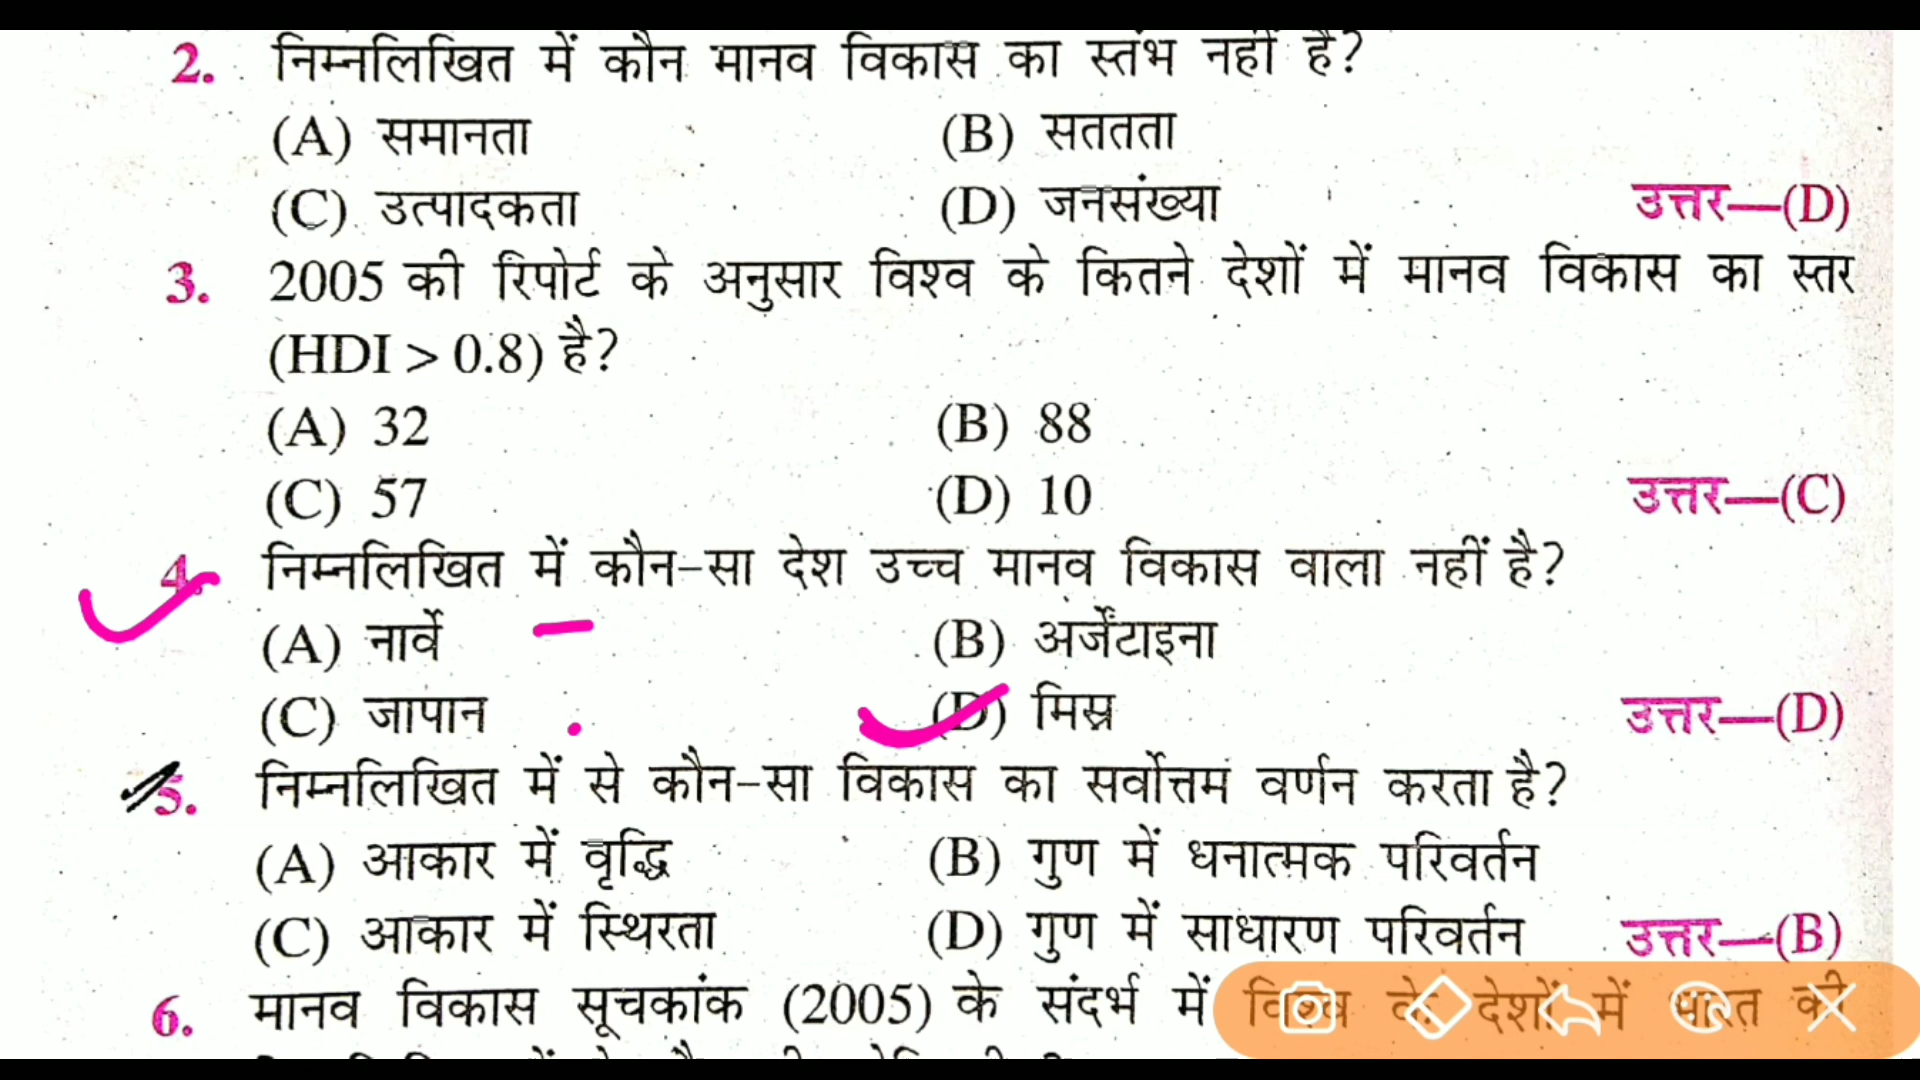 2. निम्नलिखित में कौन मानव विकास का स्तंभ नहीं है?
(A) समानता (B) सततता
(C) उत्पादकता (D) जनसंख्या उत्तर—(D)
3. 2005 की रिपोर्ट के अनुसार विश्व के कितने देशों में मानव विकास का स्तर
(HDI > 0.8) है?
(A) 32 (B) 88
(C) 57 (D) 10 उत्तर—(C)
4. निम्नलिखित में कौन-सा देश उच्च मानव विकास वाला नहीं है?
(A) नार्वे (B) अर्जेंटाइना
(C) जापान (D) मिस्र उत्तर—(D)
5. निम्नलिखित में से कौन-सा विकास का सर्वोत्तम वर्णन करता है?
(A) आकार में वृद्धि (B) गुण में धनात्मक परिवर्तन
(C) आकार में स्थिरता (D) गुण में साधारण परिवर्तन उत्तर—(B)
6. मानव विकास सूचकांक (2005) के संदर्भ में विश्व के देशों में भारत की